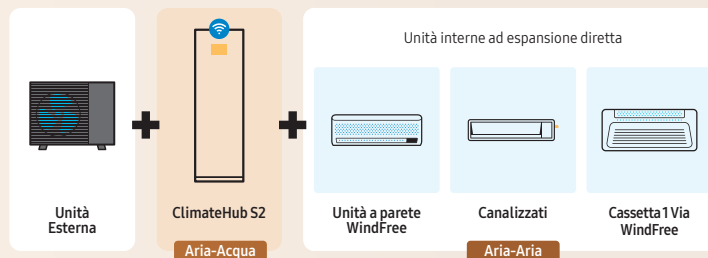 Unità interne ad espansione diretta
Unità
Esterna
ClimateHub S2
Unità a parete
WindFree
Canalizzati
Cassetta 1 Via
WindFree
Aria-Acqua
Aria-Aria